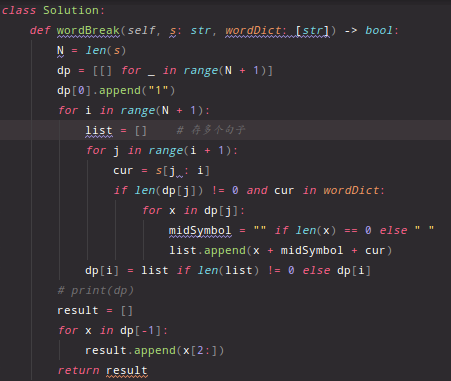 class Solution:
    def wordBreak(self, s: str, wordDict: [str]) -> bool:
        N = len(s)
        dp = [[] for _ in range(N + 1)]
        dp[0].append("1")
        for i in range(N + 1):
            list = []    # 存多个句子
            for j in range(i + 1):
                cur = s[j : i]
                if len(dp[j]) != 0 and cur in wordDict:
                    for x in dp[j]:
                        midSymbol = "" if len(x) == 0 else " "
                        list.append(x + midSymbol + cur)
            dp[i] = list if len(list) != 0 else dp[i]
        # print(dp)
        result = []
        for x in dp[-1]:
            result.append(x[2:])
        return result